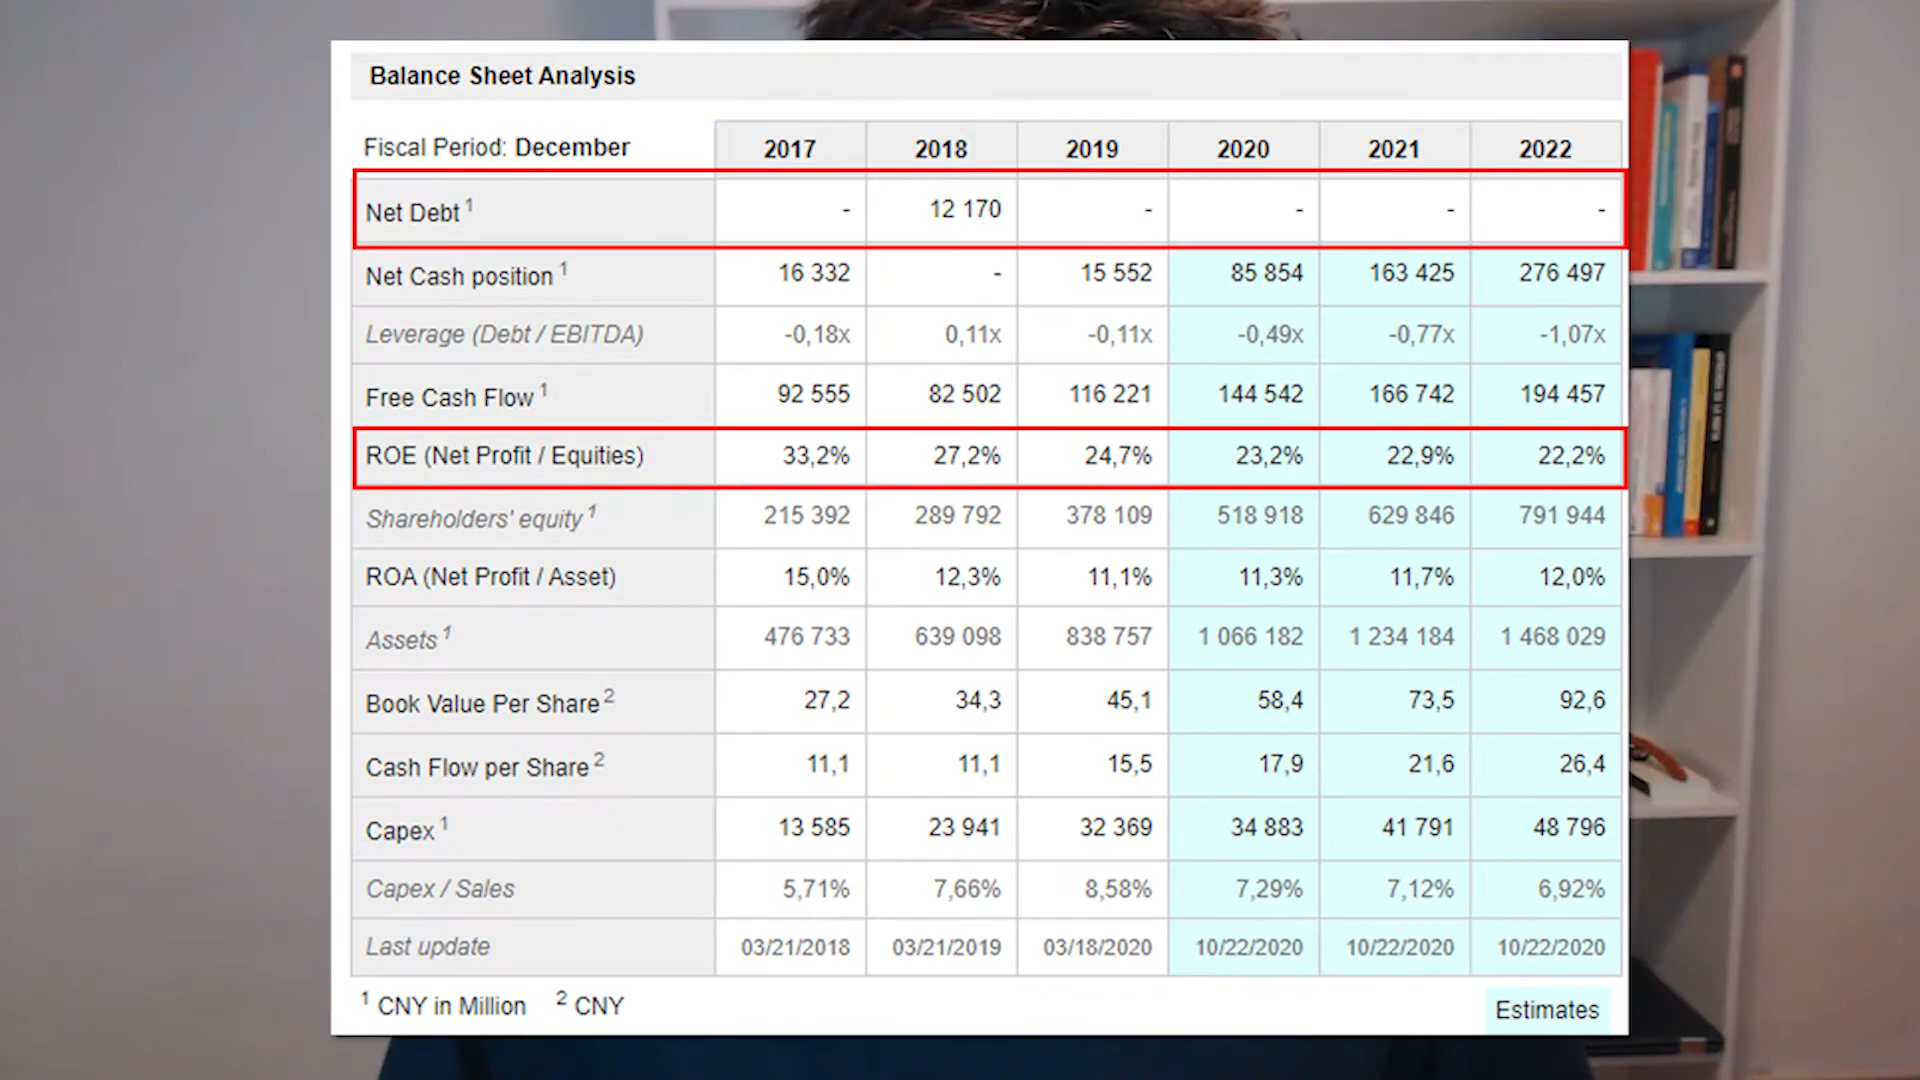 Balance Sheet Analysis
Fiscal Period: December 2017 2018 2019 2020 2021 2022
Net Debt 1 - 12 170 - - - -
Net Cash position 1 16 332 - 15 552 85 854 163 425 276 497
Leverage (Debt / EBITDA) -0,18x 0,11x -0,11x -0,49x -0,77x -1,07x
Free Cash Flow 1 92 555 82 502 116 221 144 542 166 742 194 457
ROE (Net Profit / Equities) 33,2% 27,2% 24,7% 23,2% 22,9% 22,2%
Shareholders' equity 1 215 392 289 792 378 109 518 918 629 846 791 944
ROA (Net Profit / Asset) 15,0% 12,3% 11,1% 11,3% 11,7% 12,0%
Assets 1 476 733 639 098 838 757 1 066 182 1 234 184 1 468 029
Book Value Per Share 2 27,2 34,3 45,1 58,4 73,5 92,6
Cash Flow per Share 2 11,1 11,1 15,5 17,9 21,6 26,4
Capex 1 13 585 23 941 32 369 34 883 41 791 48 796
Capex / Sales 5,71% 7,66% 8,58% 7,29% 7,12% 6,92%
Last update 03/21/2018 03/21/2019 03/18/2020 10/22/2020 10/22/2020 10/22/2020
1 CNY in Million 2 CNY Estimates